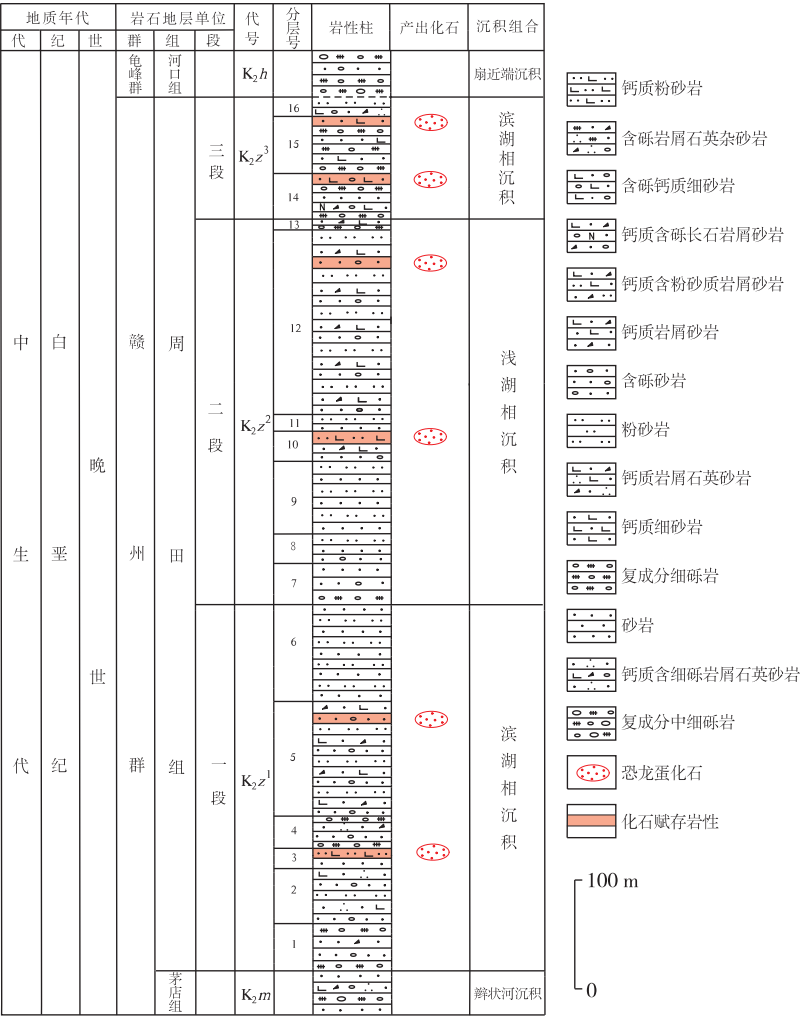 地质年代 岩石地层单位 代号 分层号 岩性柱 产出化石 沉积组合
代 纪 世 群 组 段
中生代
白垩纪
晚白垩世
龟峰群
河口组
K₂h
扇近端沉积
赣州群
周田组
三段
K₂z³
16
15
14
N
滨湖相沉积
二段
K₂z²
13
12
11
10
9
8
7
浅湖相沉积
一段
K₂z¹
6
5
4
3
2
1
滨湖相沉积
茅店组
K₂m
辫状河沉积
钙质粉砂岩
含砾岩屑石英杂砂岩
含砾钙质细砂岩
N
钙质含砾长石岩屑砂岩
钙质含粉砂质岩屑砂岩
钙质岩屑砂岩
含砾砂岩
粉砂岩
钙质岩屑石英砂岩
钙质细砂岩
复成分细砾岩
砂岩
钙质含细砾岩屑石英砂岩
复成分中细砾岩
恐龙蛋化石
化石赋存岩性
100 m
0